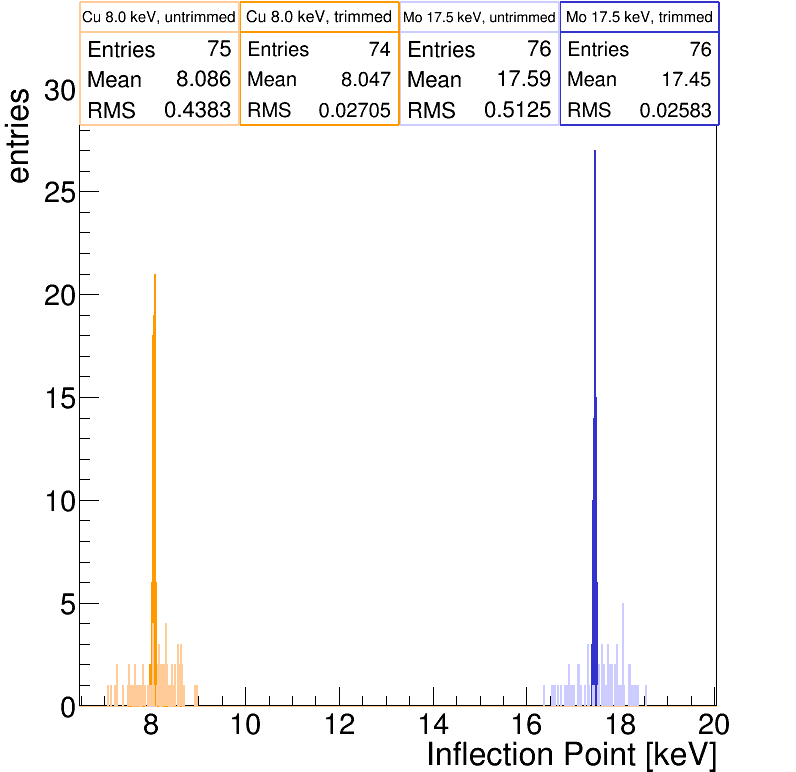 Cu 8.0 keV, untrimmed
Entries 75
Mean 8.086
RMS 0.4383
Cu 8.0 keV, trimmed
Entries 74
Mean 8.047
RMS 0.02705
Mo 17.5 keV, untrimmed
Entries 76
Mean 17.59
RMS 0.5125
Mo 17.5 keV, trimmed
Entries 76
Mean 17.45
RMS 0.02583
entries
30
25
20
15
10
5
0
8 10 12 14 16 18 20
Inflection Point [keV]